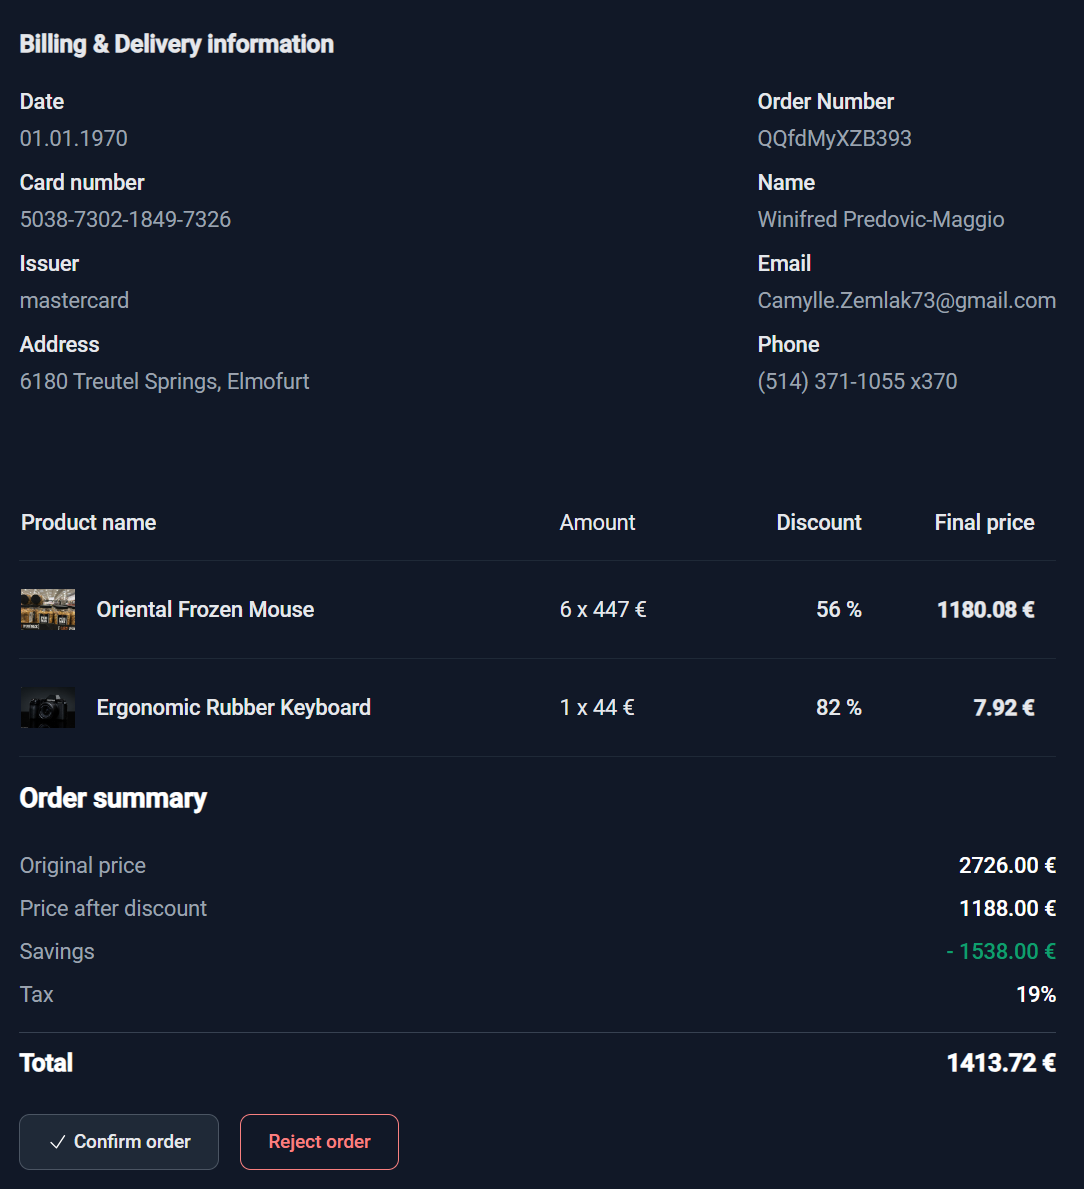 Billing & Delivery information
Date
01.01.1970
Card number
5038-7302-1849-7326
Issuer
mastercard
Address
6180 Treutel Springs, Elmofurt
Order Number
QQfdMyXZB393
Name
Winifred Predovic-Maggio
Email
Camylle.Zemlak73@gmail.com
Phone
(514) 371-1055 x370
Product name Amount Discount Final price
Oriental Frozen Mouse 6 x 447 € 56 % 1180.08 €
Ergonomic Rubber Keyboard 1 x 44 € 82 % 7.92 €
Order summary
Original price 2726.00 €
Price after discount 1188.00 €
Savings - 1538.00 €
Tax 19%
Total 1413.72 €
Confirm order Reject order